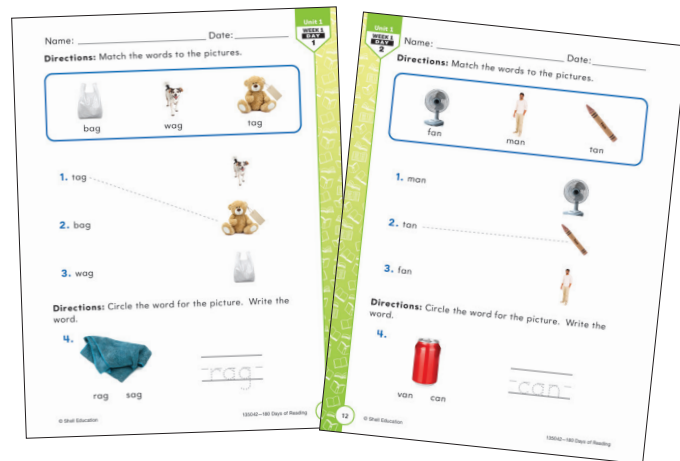 Unit 1
WEEK 1
DAY
1
Name: Date:
Directions: Match the words to the pictures.
bag wag tag
1. tag
2. bag
3. wag
Directions: Circle the word for the picture. Write the
word.
4.
rag
rag sag
© Shell Education
135043—180 Days of Reading
Unit 1
WEEK 1
DAY
2
Name: Date:
Directions: Match the words to the pictures.
fan man tan
1. man
2. tan
3. fan
Directions: Circle the word for the picture. Write the
word.
4.
can
van can
12
© Shell Education
135043—180 Days of Reading